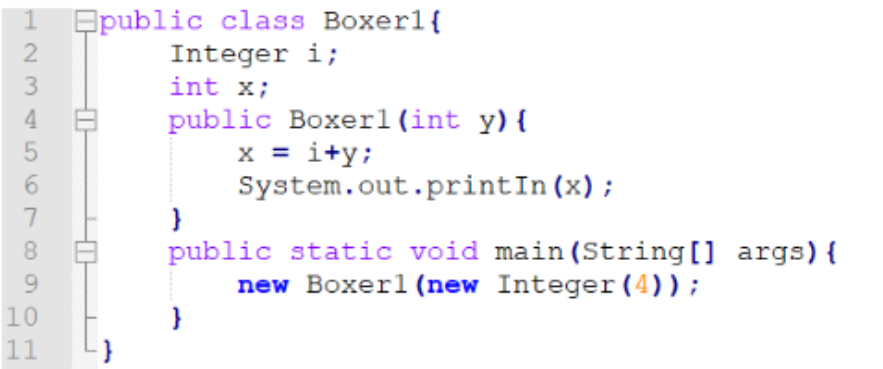 1 public class Boxer1{
2 Integer i;
3 int x;
4 public Boxer1(int y){
5 x = i+y;
6 System.out.printIn(x);
7 }
8 public static void main(String[] args){
9 new Boxer1(new Integer(4));
10 }
11 }